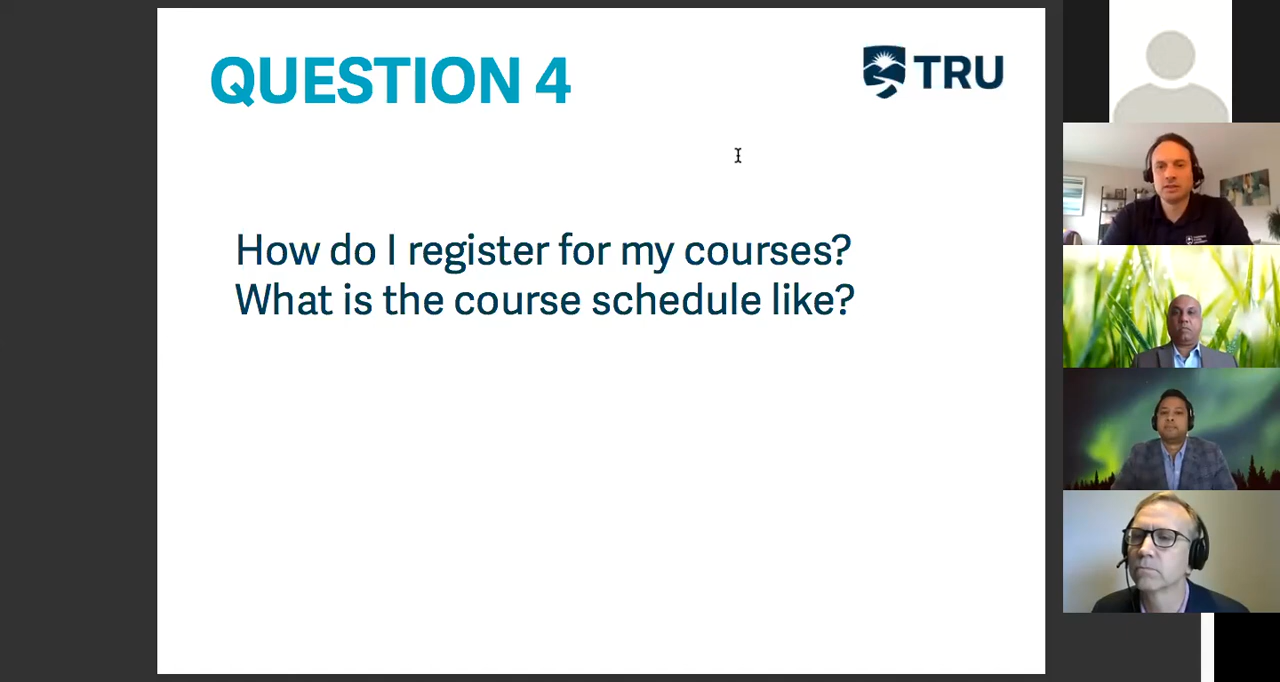 QUESTION 4
TRU
How do I register for my courses?
What is the course schedule like?